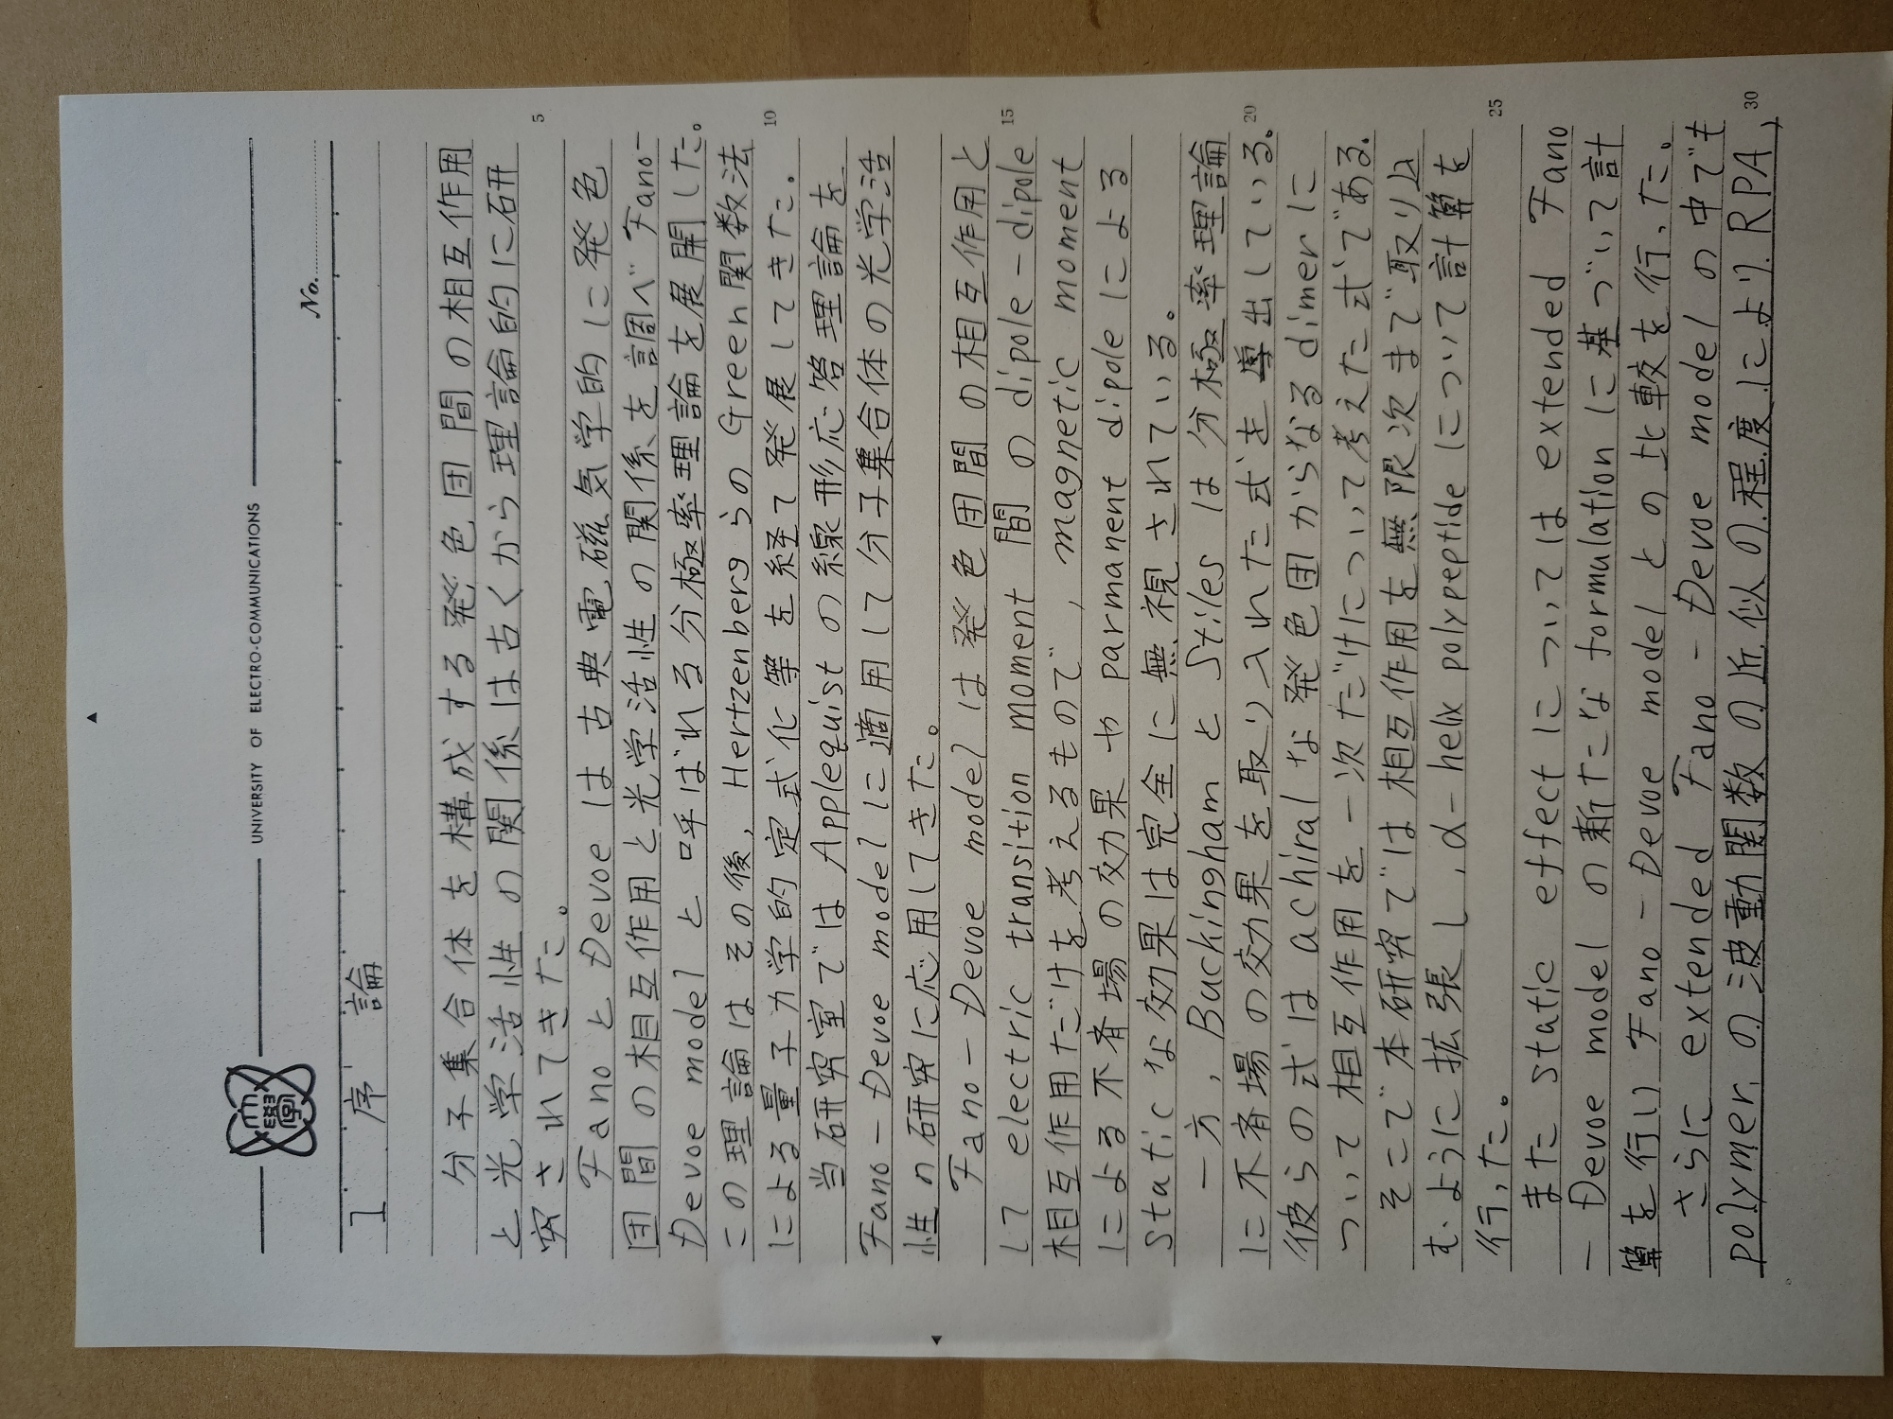 大學
UNIVERSITY OF ELECTRO-COMMUNICATIONS
No.
1 序 論
分子集合体を構成する発色団間の相互作用
と光学活性の関係は古くから理論的に研
究されてきた。
5
Fano と Devoe は古典電磁気学的に発色
団間の相互作用と光学活性の関係を調べ Fano-
Devoe model と呼ばれる分極率理論を展開した。
この理論はその後, Hertzenberg らの Green関数法
による量子力学的定式化等を経て発展してきた.
10
当研究室では Applequist の線形応答理論を
Fano - Devoe model に適用して分子集合体の光学活
性の研究に応用してきた。
Fano - Devoe model は発色団間の相互作用と
して electric transition moment 間の dipole - dipole
15
相互作用だけを考えるもので, magnetic moment
による不斉場の効果や parmanent dipole による
static な効果は完全に無視されている。
一方, Buckingham と Stiles は分極率理論
に不斉場の効果を取り入れた式を導出している.
20
彼らの式は achiral な発色団からなる dimer に
ついて相互作用を一次だけについて考えた式である.
そこで本研究では相互作用を無限次まで取り込
むように拡張し, α- helix polypeptide について計算を
行った。
25
また static effect については extended Fano
- Devoe model の新たな formulation に基づいて計
算を行い Fano - Devoe model との比較を行った。
さらに extended Fano - Devoe model の中でも
polymer の波動関数の近似の程度により RPA,
30